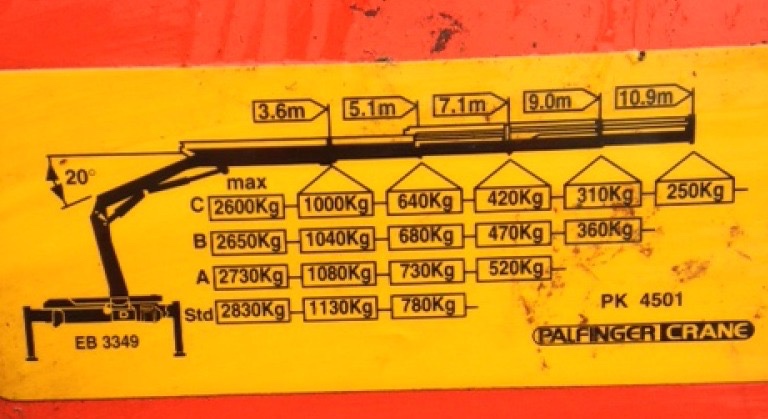 3.6m 5.1m 7.1m 9.0m 10.9m
20°
max
C 2600Kg 1000Kg 640Kg 420Kg 310Kg 250Kg
B 2650Kg 1040Kg 680Kg 470Kg 360Kg
A 2730Kg 1080Kg 730Kg 520Kg
Std 2830Kg 1130Kg 780Kg
PK 4501
EB 3349
PALFINGER CRANE